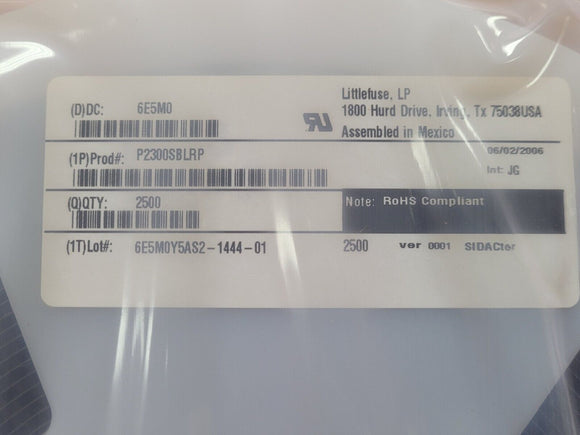 (D)DC: 6E5M0
Littlefuse, LP
1800 Hurd Drive, Irving, Tx 75038USA
Assembled in Mexico
(1P)Prod#: P2300SBLRP
06/02/2006
Int: JG
(Q)QTY: 2500
Note: RoHS Compliant
(1T)Lot#: 6E5M0Y5AS2-1444-01
2500 ver 0001 SIDACtor